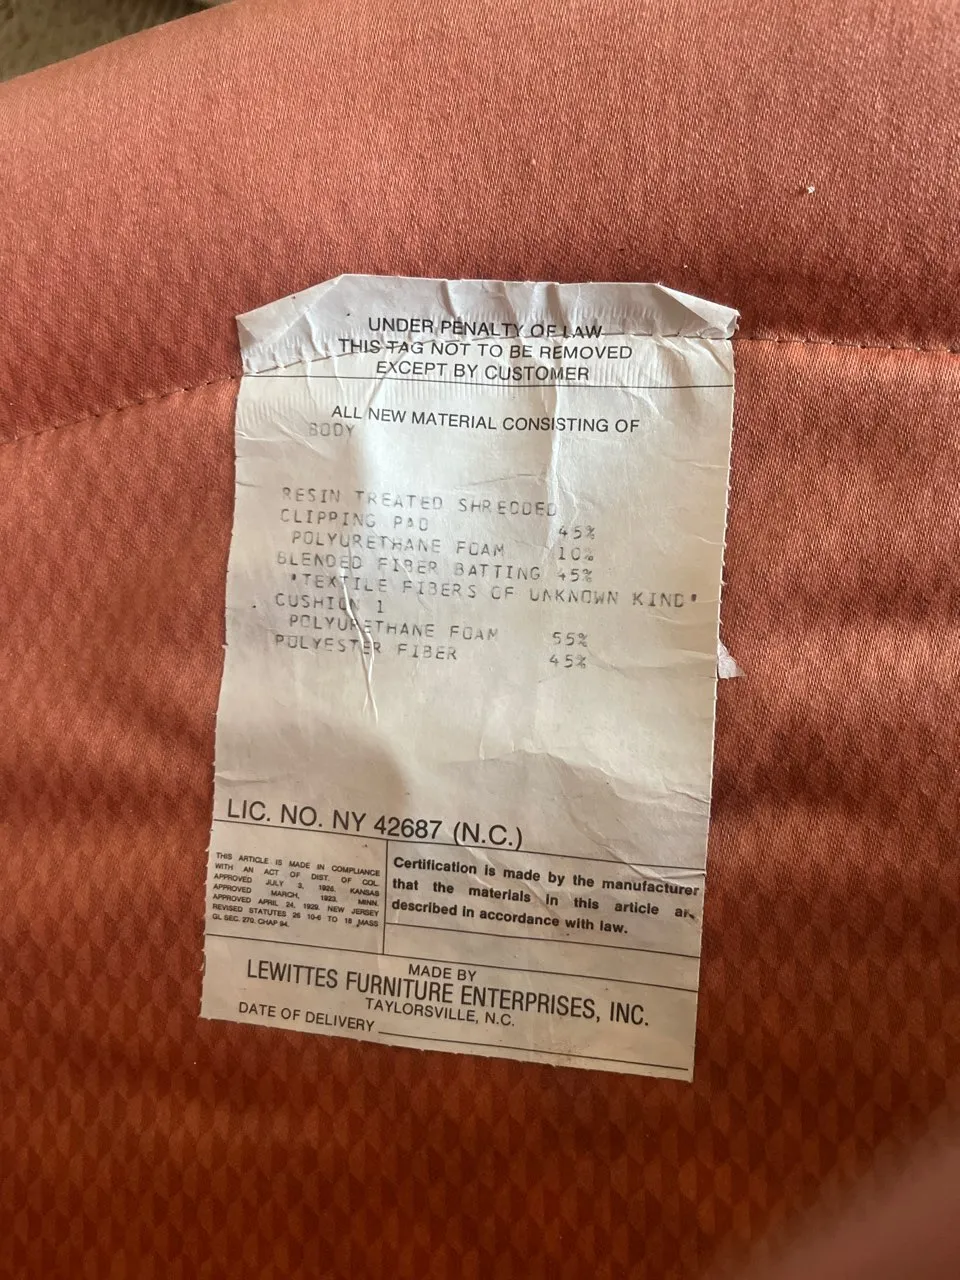 UNDER PENALTY OF LAW
THIS TAG NOT TO BE REMOVED
EXCEPT BY CUSTOMER
ALL NEW MATERIAL CONSISTING OF
BODY
RESIN TREATED SHREDDED
CLIPPING PAD 45%
POLYURETHANE FOAM 10%
BLENDED FIBER BATTING 45%
"TEXTILE FIBERS OF UNKNOWN KIND"
CUSHION 1
POLYURETHANE FOAM 55%
POLYESTER FIBER 45%
LIC. NO. NY 42687 (N.C.)
THIS ARTICLE IS MADE IN COMPLIANCE
WITH AN ACT OF DIST. OF COL.
APPROVED JULY 3, 1926. KANSAS
APPROVED MARCH, 1923. MINN.
APPROVED APRIL 24, 1929. NEW JERSEY
REVISED STATUTES 26 10-6 TO 18 MASS
GL SEC. 270. CHAP 94.
Certification is made by the manufacturer
that the materials in this article are
described in accordance with law.
MADE BY
LEWITTES FURNITURE ENTERPRISES, INC.
TAYLORSVILLE, N.C.
DATE OF DELIVERY